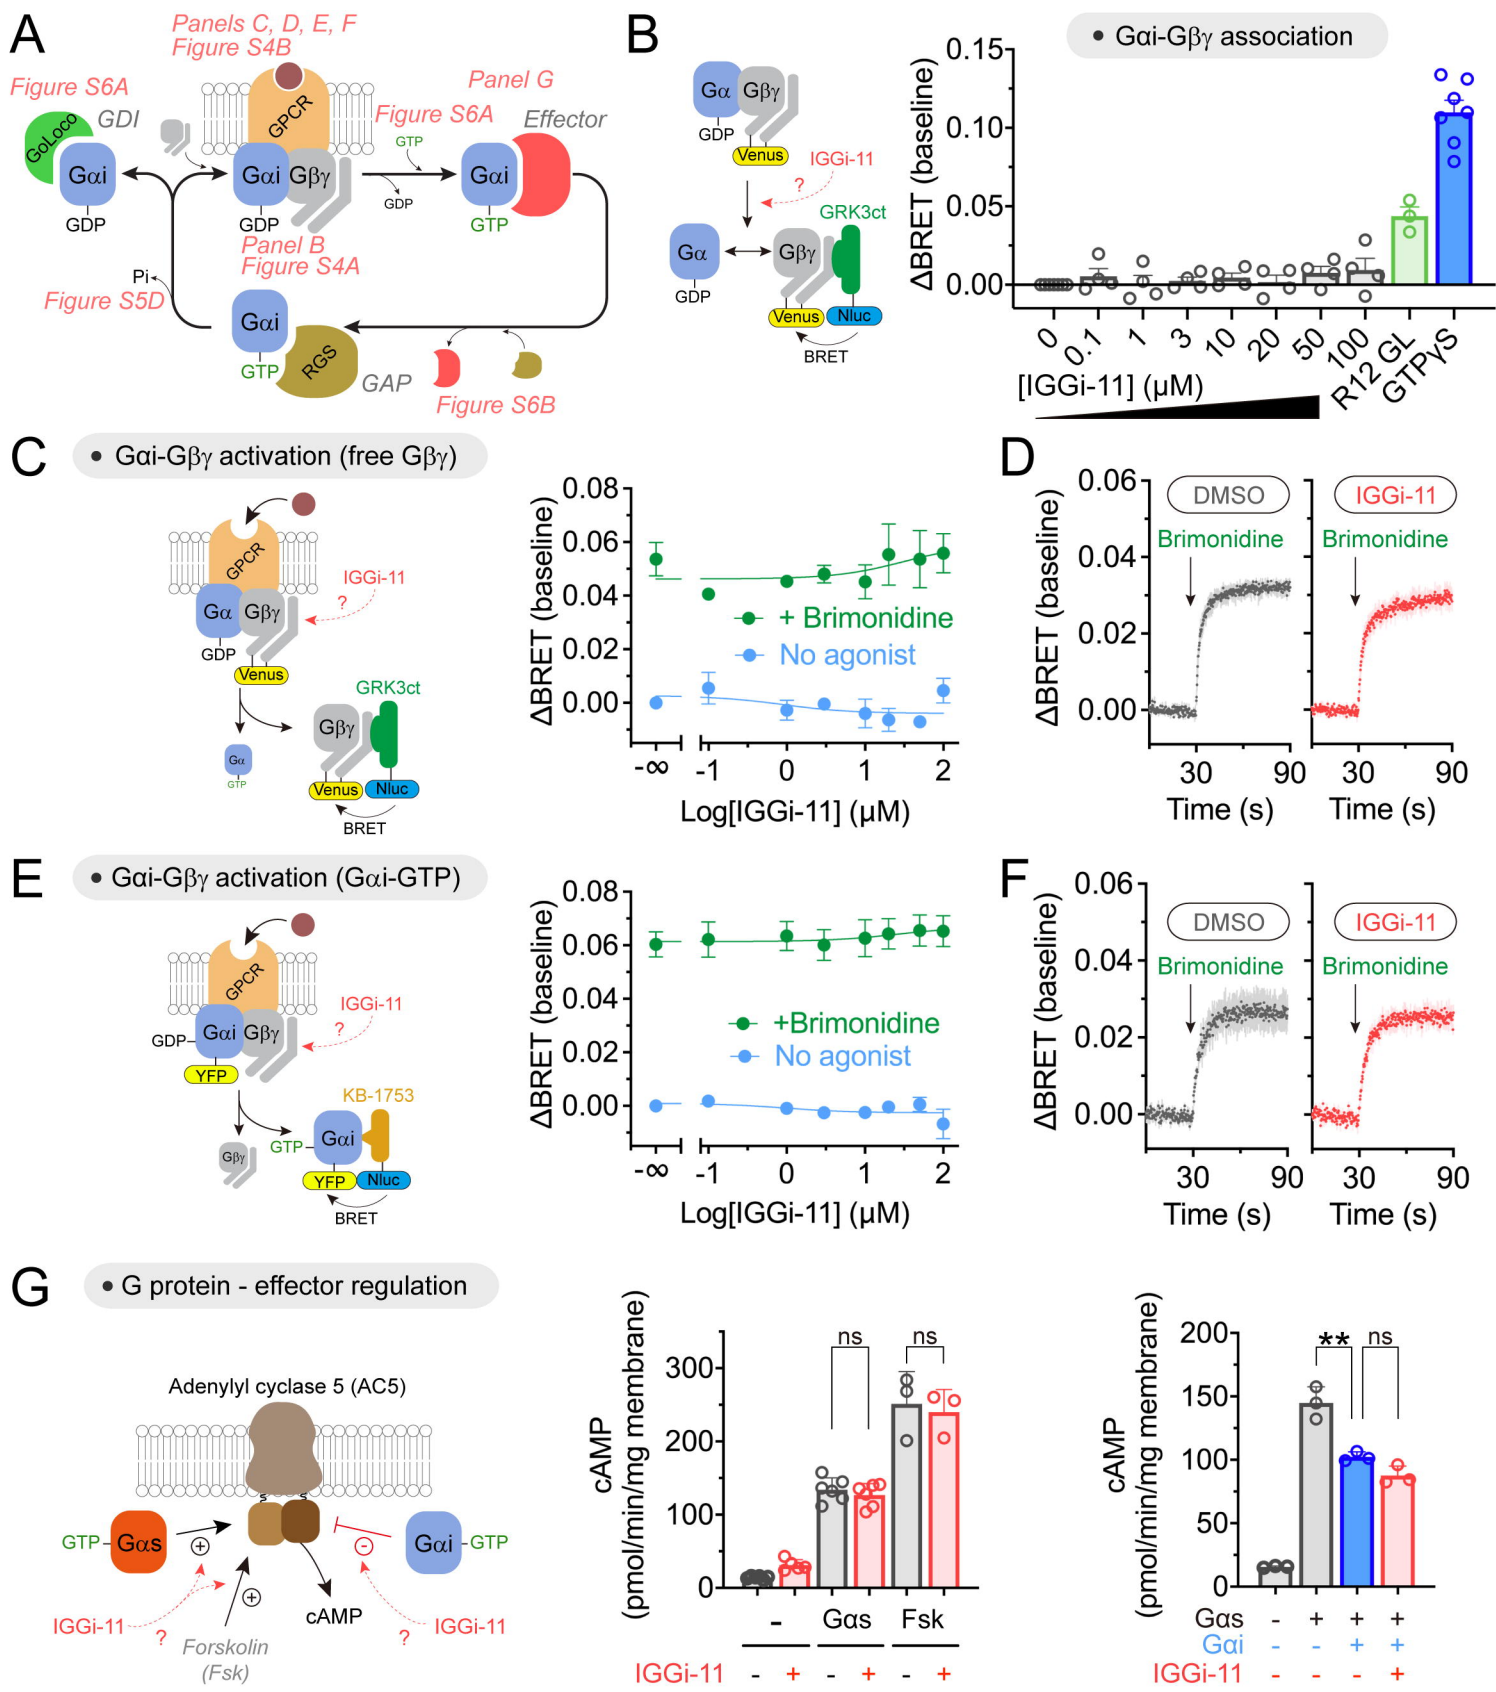 A
Panels C, D, E, F
Figure S4B
Figure S6A
GoLoco
GDI
Gαi
GDP
GPCR
Gαi
Gβγ
GDP
Panel B
Figure S4A
Figure S6A
GTP
GDP
Panel G
Effector
Gαi
GTP
Pi
Figure S5D
Gαi
GTP
RGS
GAP
Figure S6B
B
Gα
Gβγ
GDP
Venus
IGGi-11
?
GRK3ct
Gα
GDP
Gβγ
Venus
Nluc
BRET
• Gαi-Gβγ association
ΔBRET (baseline)
0.15
0.10
0.05
0.00
0
0.1
1
3
10
20
50
100
R12 GL
GTPγS
[IGGi-11] (μM)
C
• Gαi-Gβγ activation (free Gβγ)
GPCR
IGGi-11
?
Gα
Gβγ
GDP
Venus
GRK3ct
Gα
GTP
Gβγ
Venus
Nluc
BRET
ΔBRET (baseline)
0.08
0.06
0.04
0.02
0.00
+ Brimonidine
No agonist
-∞
-1
0
1
2
Log[IGGi-11] (μM)
D
ΔBRET (baseline)
0.06
0.04
0.02
0.00
DMSO
Brimonidine
IGGi-11
Brimonidine
30
90
30
90
Time (s)
Time (s)
E
• Gαi-Gβγ activation (Gαi-GTP)
GPCR
IGGi-11
?
GDP
Gαi
Gβγ
YFP
KB-1753
Gβγ
GTP
Gαi
YFP
Nluc
BRET
ΔBRET (baseline)
0.08
0.06
0.04
0.02
0.00
+Brimonidine
No agonist
-∞
-1
0
1
2
Log[IGGi-11] (μM)
F
ΔBRET (baseline)
0.06
0.04
0.02
0.00
DMSO
Brimonidine
IGGi-11
Brimonidine
30
90
30
90
Time (s)
Time (s)
G
• G protein - effector regulation
Adenylyl cyclase 5 (AC5)
GTP
Gαs
+
-
Gαi
GTP
+
IGGi-11
?
Forskolin
(Fsk)
cAMP
IGGi-11
?
cAMP
(pmol/min/mg membrane)
300
200
100
0
ns
ns
-
Gαs
Fsk
IGGi-11 - + - + - +
cAMP
(pmol/min/mg membrane)
200
150
100
50
0
**
ns
Gαs - + + +
Gαi - - + +
IGGi-11 - - - +